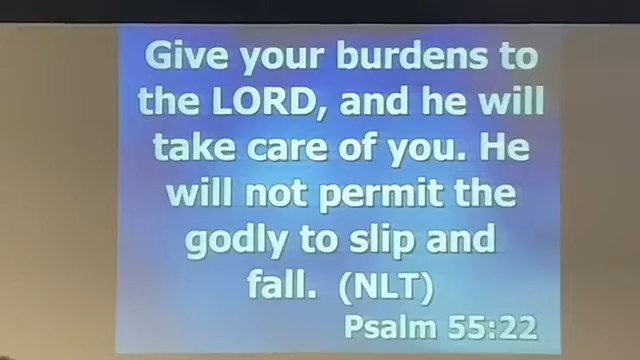 Give your burdens to
the LORD, and he will
take care of you. He
will not permit the
godly to slip and
fall. (NLT)
Psalm 55:22